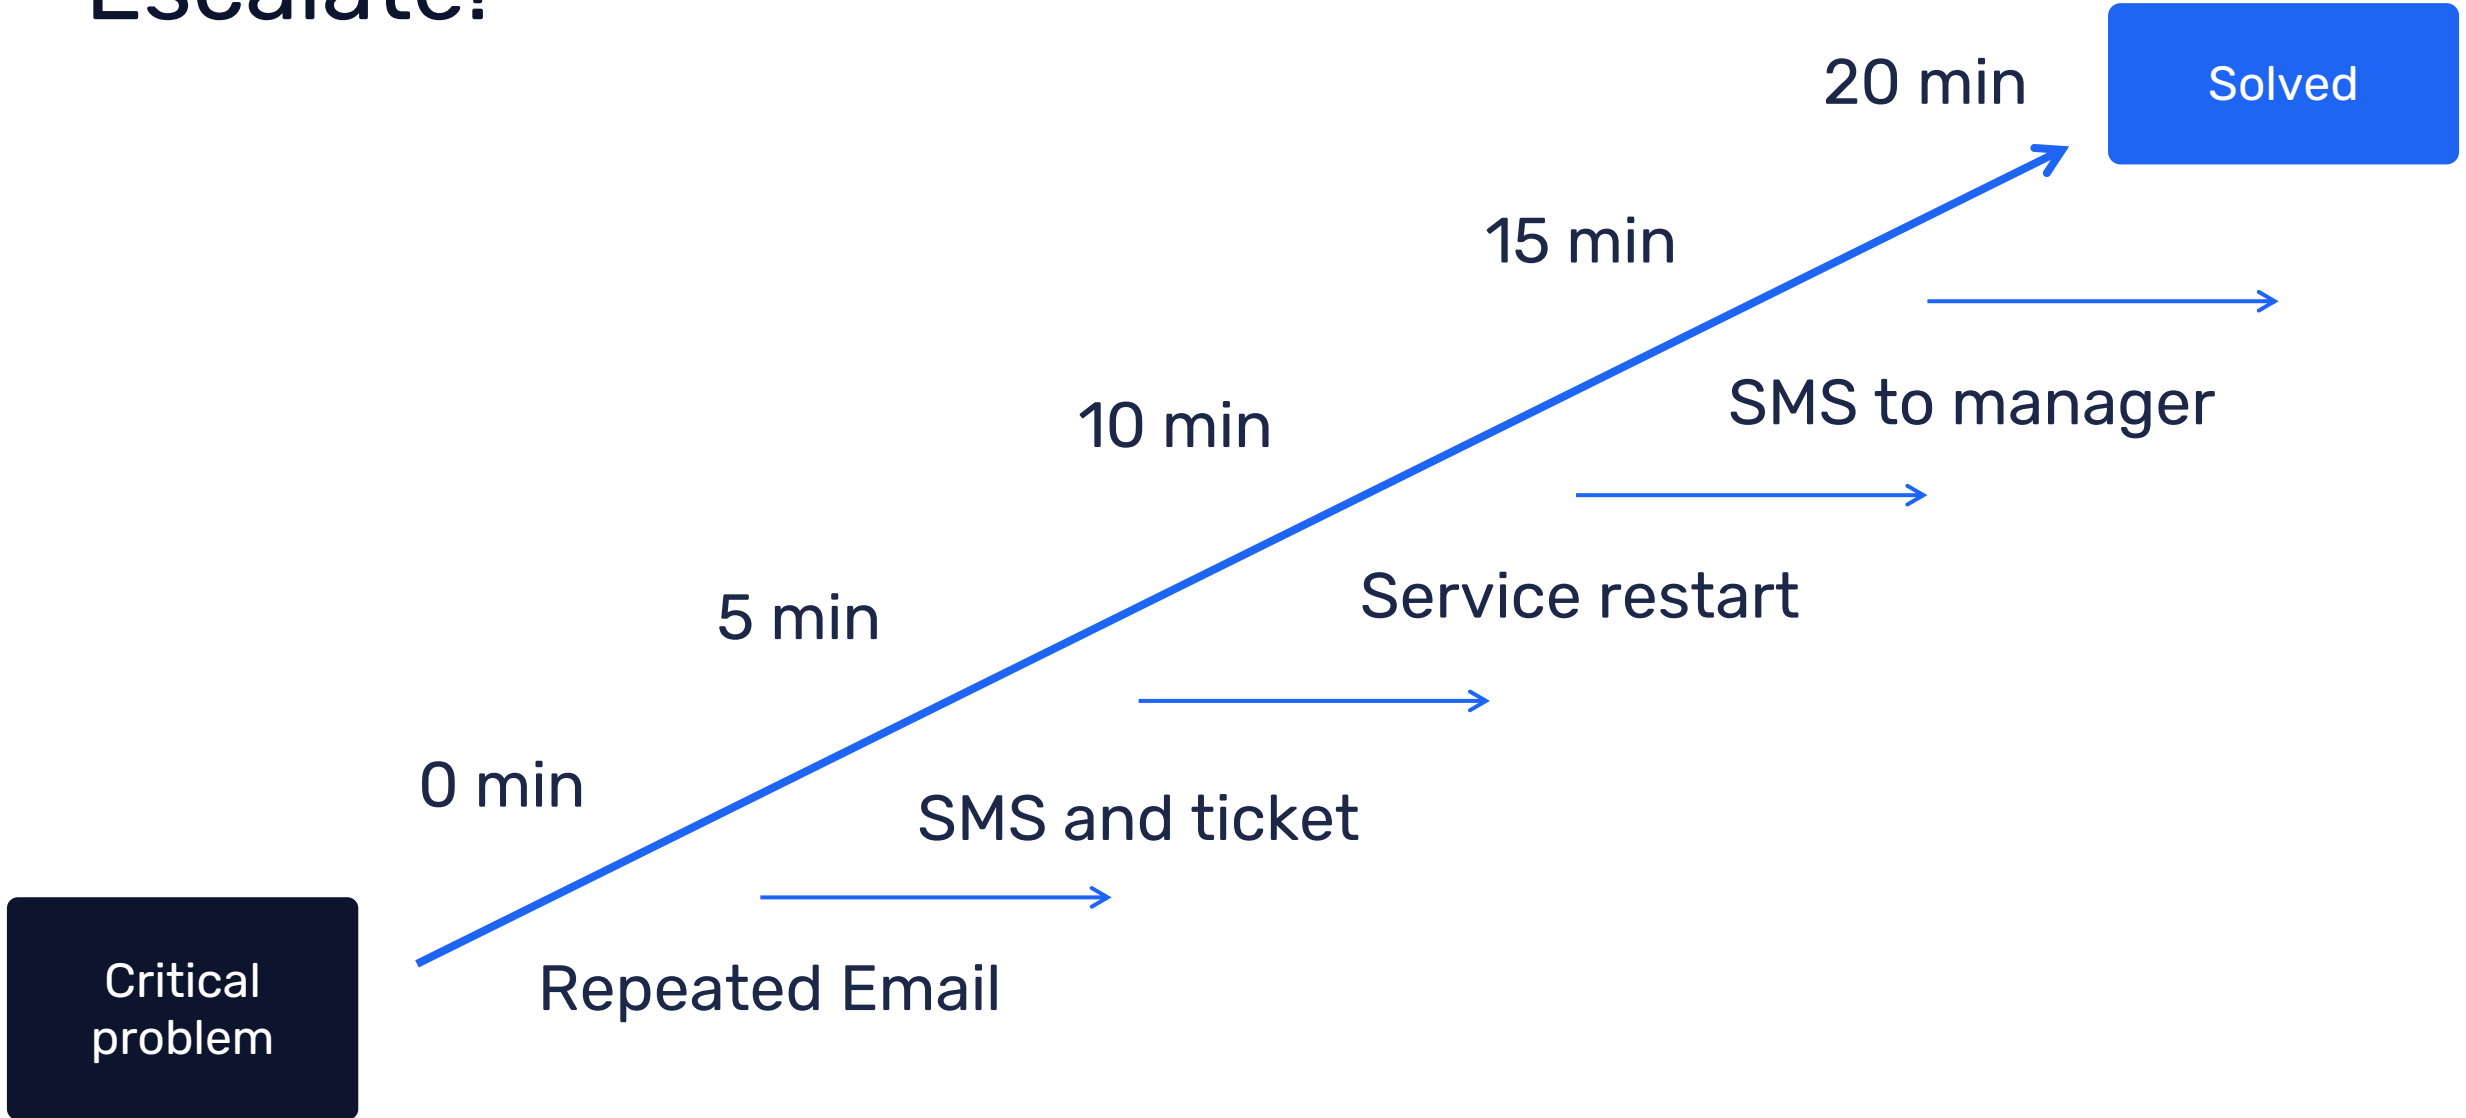 Escalate!
20 min
Solved
15 min
SMS to manager
10 min
Service restart
5 min
SMS and ticket
0 min
Repeated Email
Critical
problem